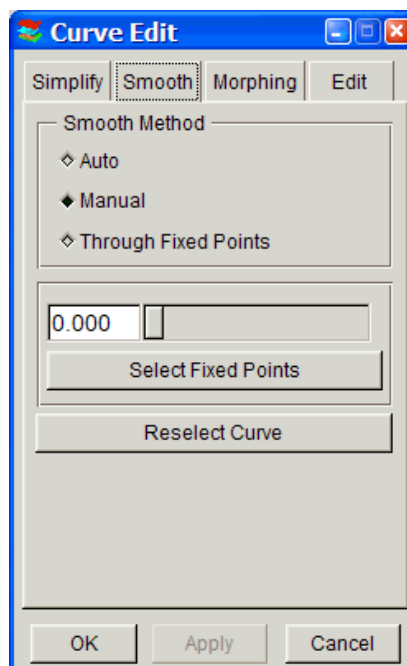 Curve Edit
Simplify Smooth Morphing Edit
Smooth Method
Auto
Manual
Through Fixed Points
0.000
Select Fixed Points
Reselect Curve
OK Apply Cancel